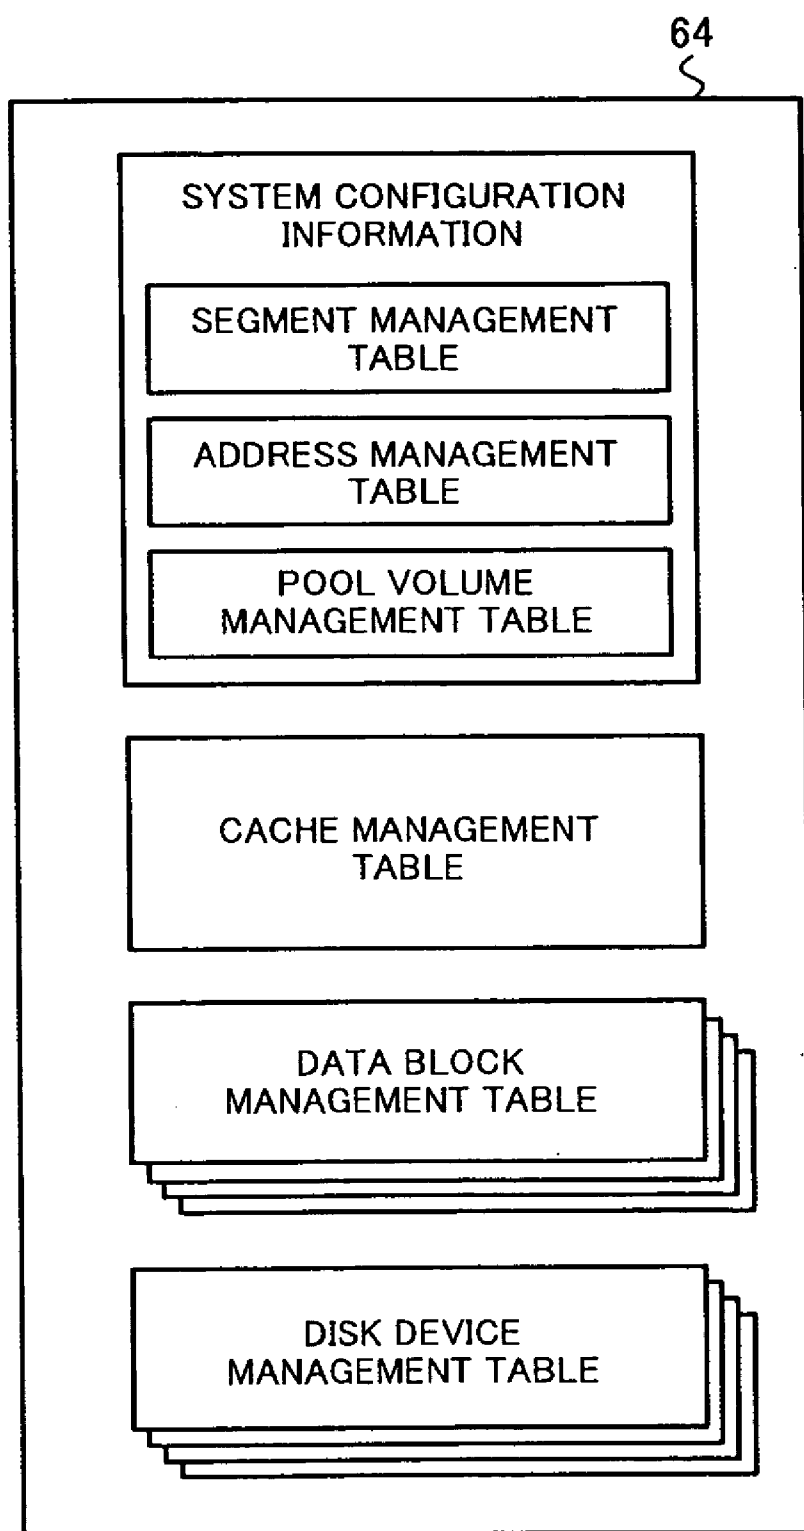 64
SYSTEM CONFIGURATION
INFORMATION
SEGMENT MANAGEMENT
TABLE
ADDRESS MANAGEMENT
TABLE
POOL VOLUME
MANAGEMENT TABLE
CACHE MANAGEMENT
TABLE
DATA BLOCK
MANAGEMENT TABLE
DISK DEVICE
MANAGEMENT TABLE